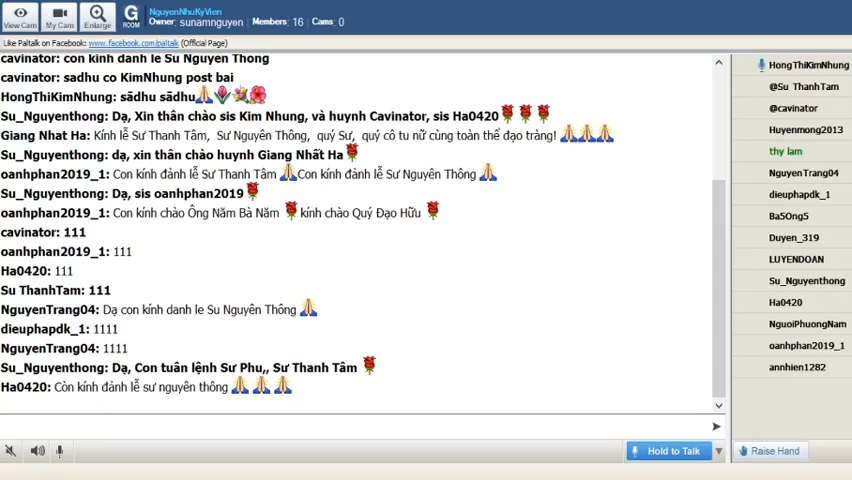 View Cam
My Cam
Enlarge
G
ROOM
NguyenNhuKyVien
Owner: sunamnguyen Members: 16 Cams: 0
Like Paltalk on Facebook: www.facebook.com/paltalk (Official Page)
cavinator: con kinh danh le Su Nguyen Thong
cavinator: sadhu co KimNhung post bai
HongThiKimNhung: sādhu sādhu
Su_Nguyenthong: Dạ, Xin thân chào sis Kim Nhung, và huynh Cavinator, sis Ha0420
Giang Nhat Ha: Kính lễ Sư Thanh Tâm, Sư Nguyên Thông, quý Sư, quý cô tu nữ cùng toàn thể đạo tràng!
Su_Nguyenthong: dạ, xin thân chào huynh Giang Nhất Ha
oanhphan2019_1: Con kính đảnh lễ Sư Thanh Tâm Con kính đảnh lễ Sư Nguyên Thông
Su_Nguyenthong: Dạ, sis oanhphan2019
oanhphan2019_1: Con kính chào Ông Năm Bà Năm kính chào Quý Đạo Hữu
cavinator: 111
oanhphan2019_1: 111
Ha0420: 111
Su ThanhTam: 111
NguyenTrang04: Dạ con kính danh le Su Nguyên Thông
dieuphapdk_1: 1111
NguyenTrang04: 1111
Su_Nguyenthong: Dạ, Con tuân lệnh Sư Phụ,, Sư Thanh Tâm
Ha0420: Còn kính đảnh lễ sư nguyên thông
Hold to Talk
HongThiKimNhung
@Su ThanhTam
@cavinator
Huyenmong2013
thy lam
NguyenTrang04
dieuphapdk_1
Ba5Ong5
Duyen_319
LUYENDOAN
Su_Nguyenthong
Ha0420
NguoiPhuongNam
oanhphan2019_1
annhien1282
Raise Hand